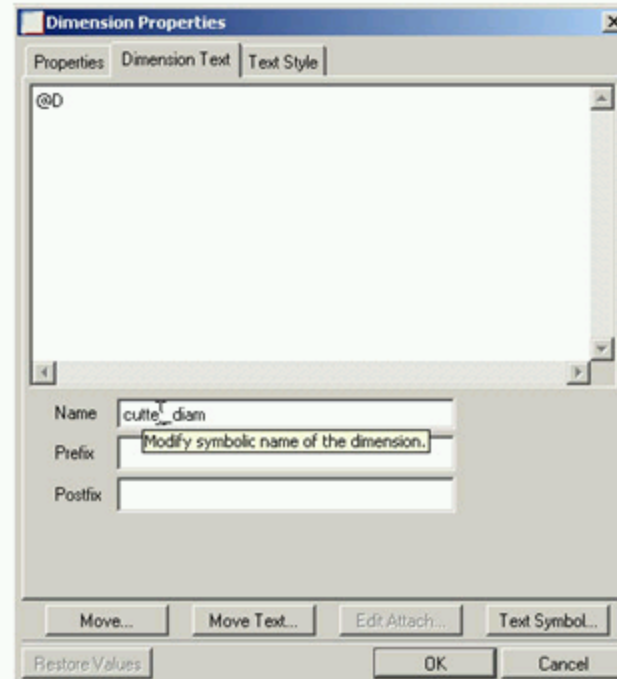 Dimension Properties
Properties Dimension Text Text Style
@D
Name cutte_diam
Modify symbolic name of the dimension.
Prefix
Postfix
Move... Move Text... Edit Attach... Text Symbol...
Restore Values OK Cancel